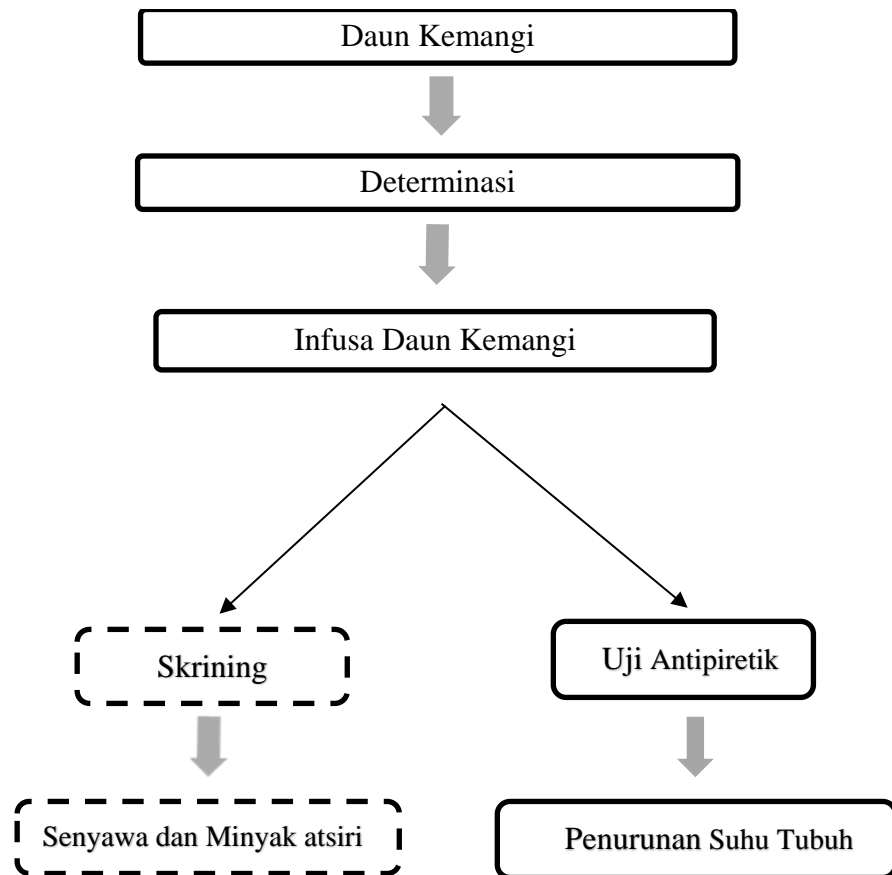 Daun Kemangi
Determinasi
Infusa Daun Kemangi
Skrining
Uji Antipiretik
Senyawa dan Minyak atsiri
Penurunan Suhu Tubuh